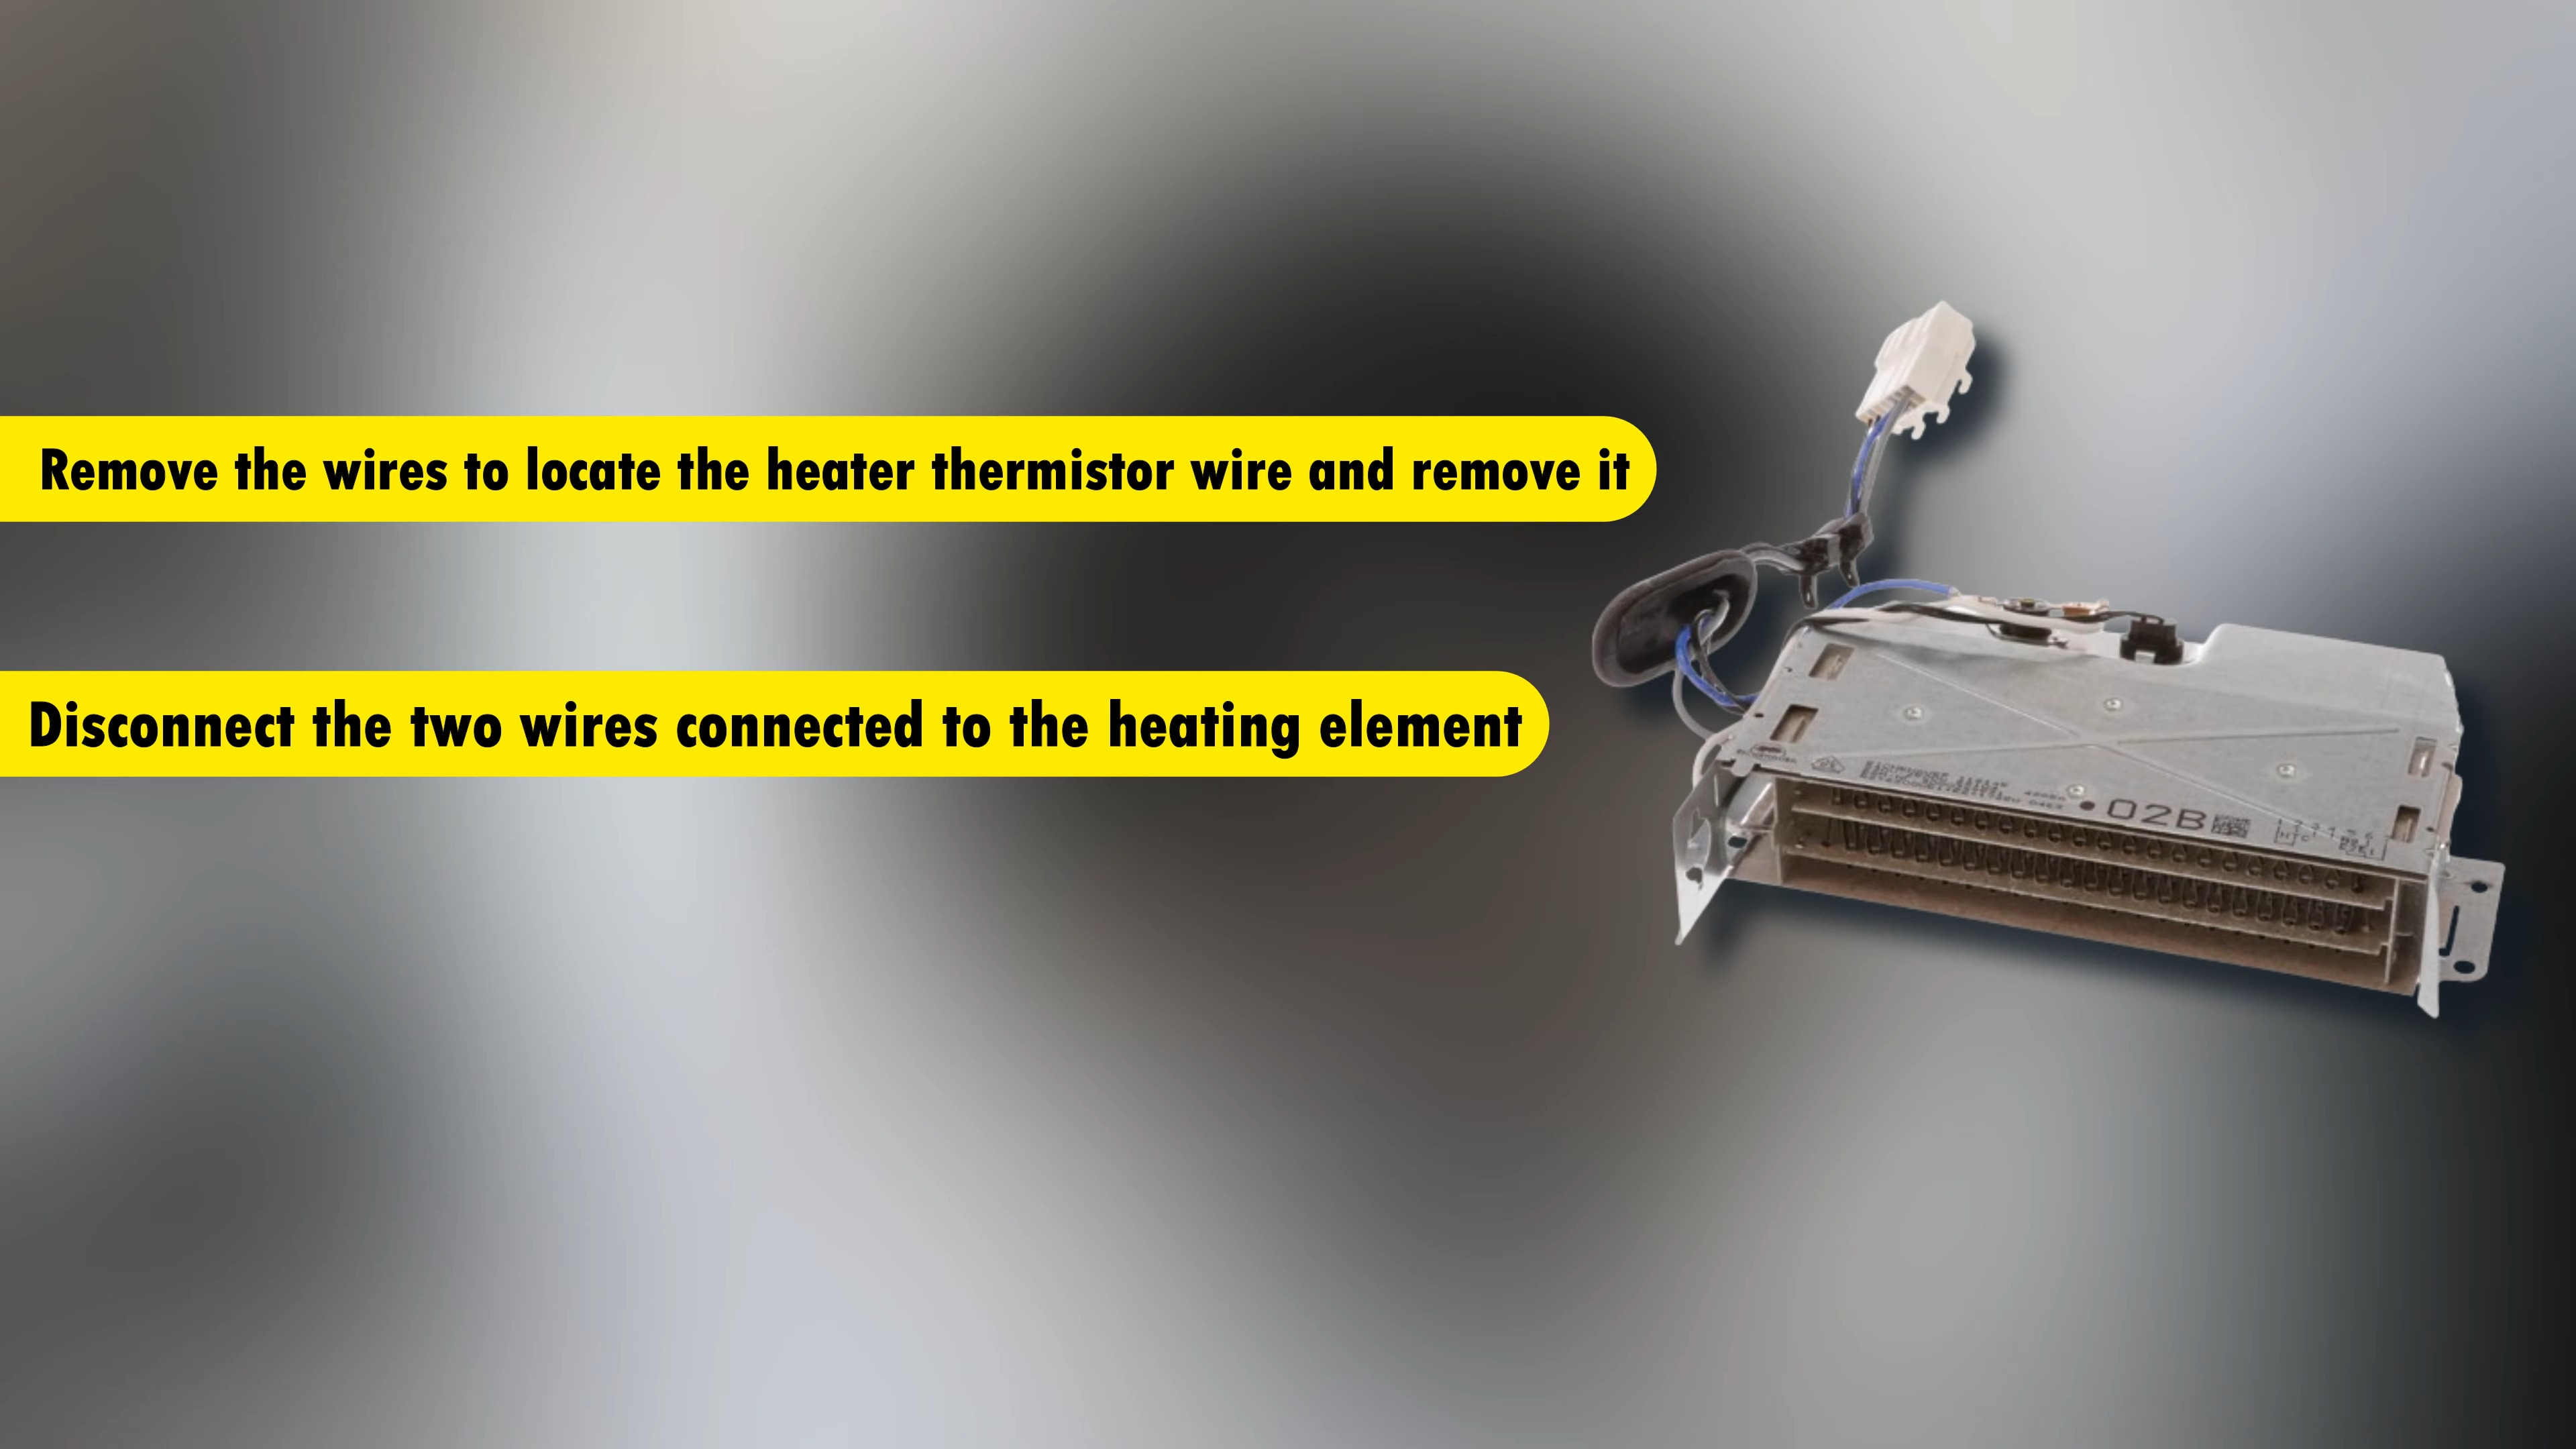 Remove the wires to locate the heater thermistor wire and remove it
Disconnect the two wires connected to the heating element
02B